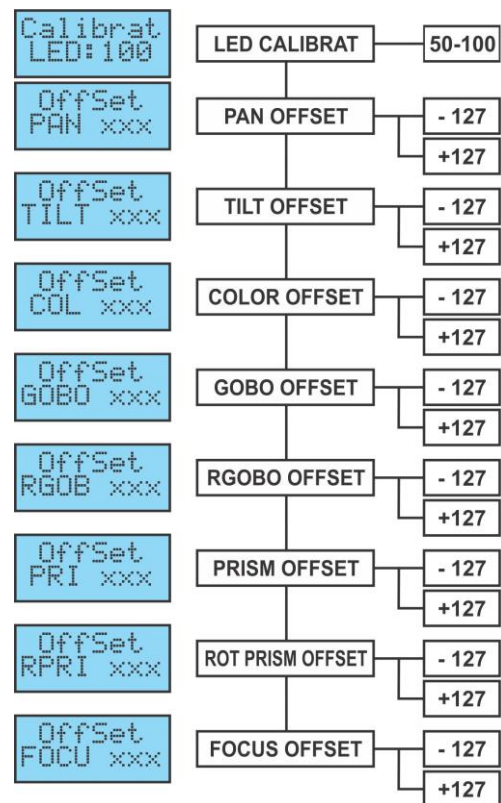 Calibrat
LED:100
LED CALIBRAT
50-100
OffSet
PAN xxx
PAN OFFSET
- 127
+127
OffSet
TILT xxx
TILT OFFSET
- 127
+127
OffSet
COL xxx
COLOR OFFSET
- 127
+127
OffSet
GOBO xxx
GOBO OFFSET
- 127
+127
OffSet
RGOB xxx
RGOBO OFFSET
- 127
+127
OffSet
PRI xxx
PRISM OFFSET
- 127
+127
OffSet
RPRI xxx
ROT PRISM OFFSET
- 127
+127
OffSet
FOCU xxx
FOCUS OFFSET
- 127
+127